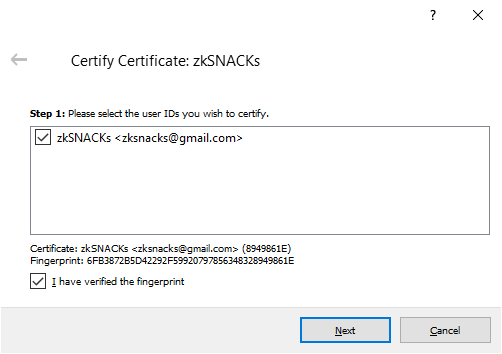 ?
Certify Certificate: zkSNACKs
Step 1: Please select the user IDs you wish to certify.
zkSNACKs <zksnacks@gmail.com>
Certificate: zkSNACKs <zksnacks@gmail.com> (8949861E)
Fingerprint: 6FB3872B5D42292F59920797856348328949861E
I have verified the fingerprint
Next
Cancel